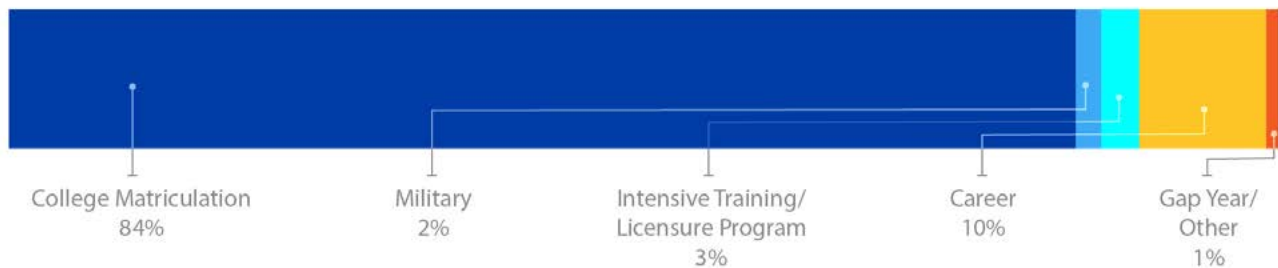 College Matriculation
84%
Military
2%
Intensive Training/
Licensure Program
3%
Career
10%
Gap Year/
Other
1%